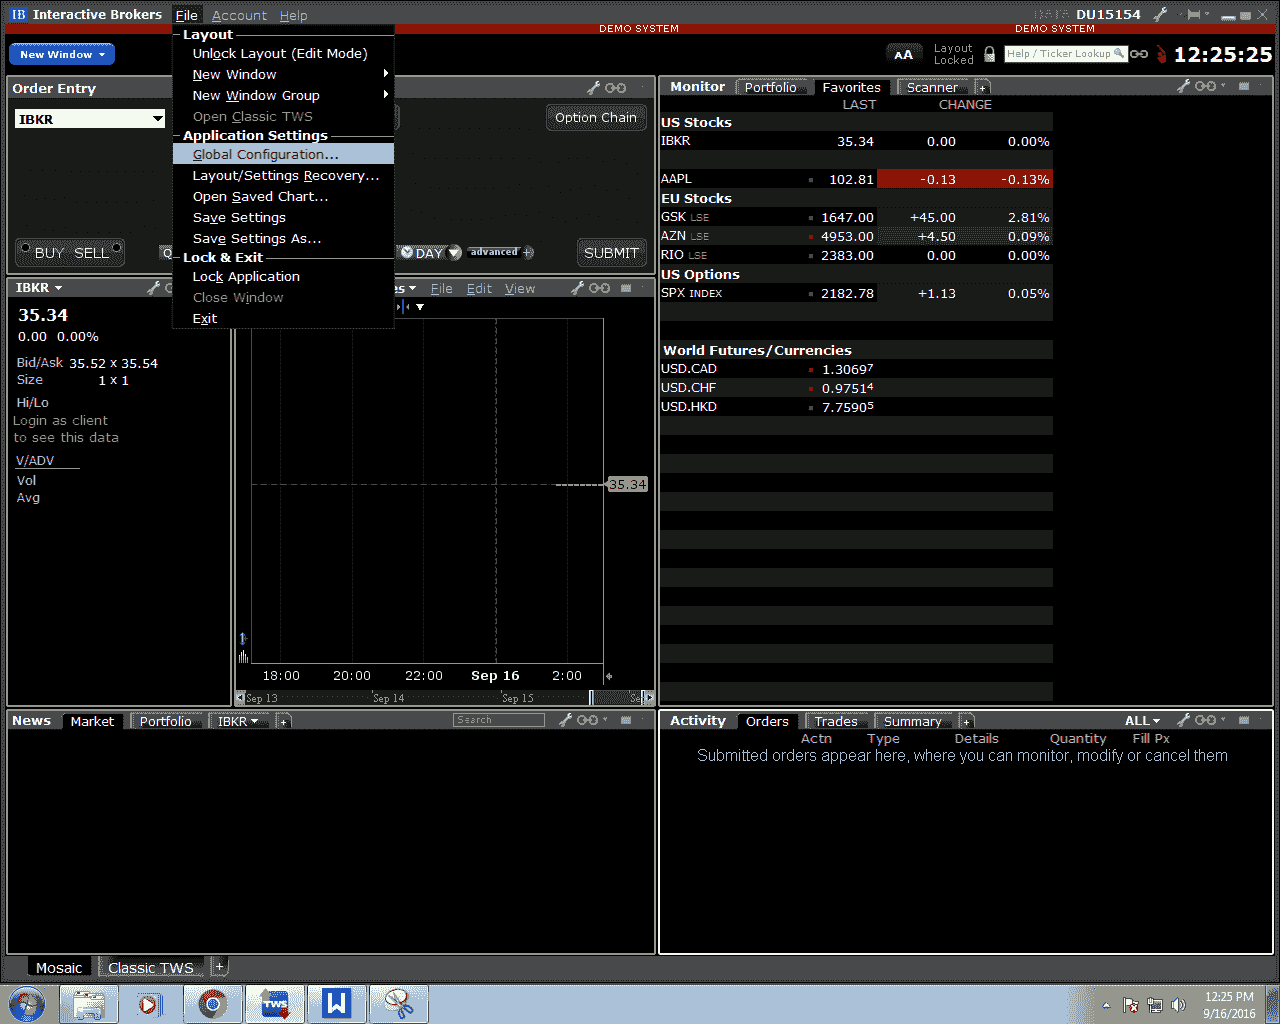 IB Interactive Brokers File Account Help DATA DU15154
DEMO SYSTEM DEMO SYSTEM
New Window AA Layout Locked Help / Ticker Lookup 12:25:25
Layout
Unlock Layout (Edit Mode)
New Window
New Window Group
Open Classic TWS
Application Settings
Global Configuration...
Layout/Settings Recovery...
Open Saved Chart...
Save Settings
Save Settings As...
Lock & Exit
Lock Application
Close Window
Exit
Order Entry
IBKR
Option Chain
BUY SELL Q DAY advanced + SUBMIT
IBKR
35.34
0.00 0.00%
Bid/Ask 35.52 x 35.54
Size 1 x 1
Hi/Lo
Login as client
to see this data
V/ADV
Vol
Avg
es File Edit View
35.34
18:00 20:00 22:00 Sep 16 2:00
Sep 13 Sep 14 Sep 15 Se
Monitor Portfolio Favorites Scanner +
LAST CHANGE
US Stocks
IBKR 35.34 0.00 0.00%
AAPL 102.81 -0.13 -0.13%
EU Stocks
GSK LSE 1647.00 +45.00 2.81%
AZN LSE 4953.00 +4.50 0.09%
RIO LSE 2383.00 0.00 0.00%
US Options
SPX INDEX 2182.78 +1.13 0.05%
World Futures/Currencies
USD.CAD 1.30697
USD.CHF 0.97514
USD.HKD 7.75905
News Market Portfolio IBKR + Search
Activity Orders Trades Summary + ALL
Actn Type Details Quantity Fill Px
Submitted orders appear here, where you can monitor, modify or cancel them
Mosaic Classic TWS +
TWS W
12:25 PM
9/16/2016